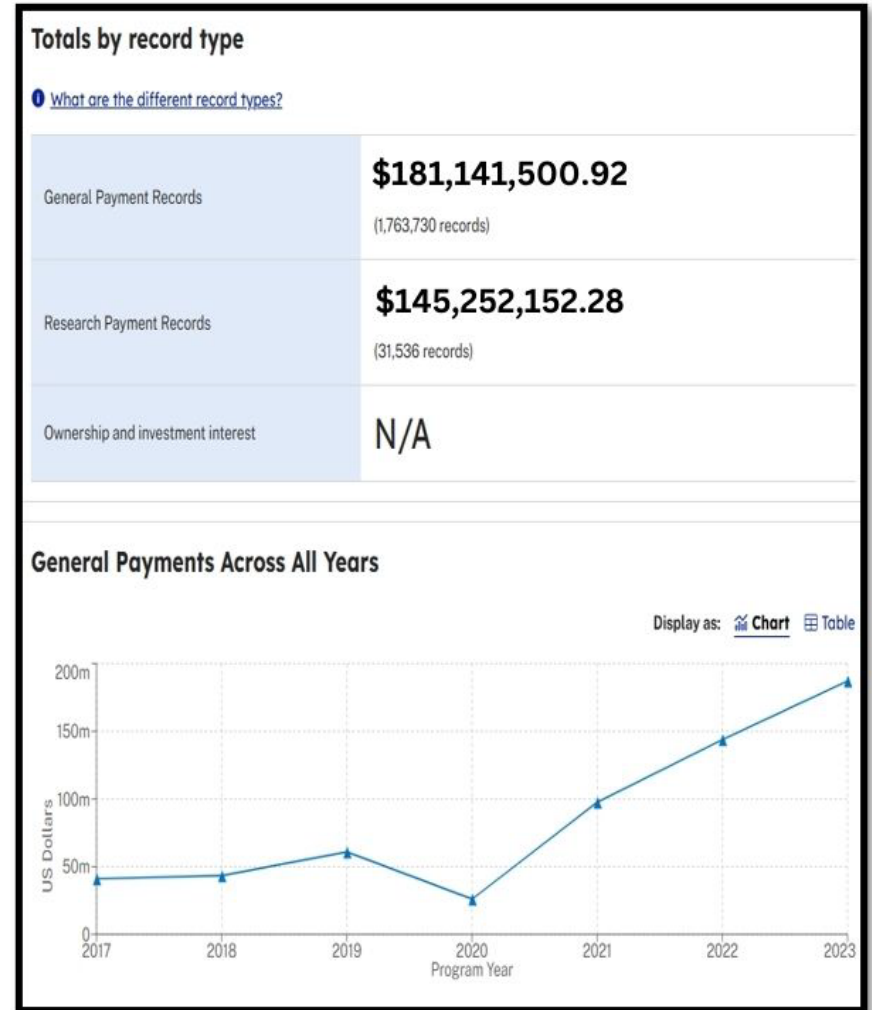 Totals by record type
What are the different record types?
General Payment Records
$181,141,500.92
(1,763,730 records)
Research Payment Records
$145,252,152.28
(31,536 records)
Ownership and investment interest
N/A
General Payments Across All Years
Display as: Chart Table
US Dollars
200m
150m
100m
50m
0
2017 2018 2019 2020 2021 2022 2023
Program Year